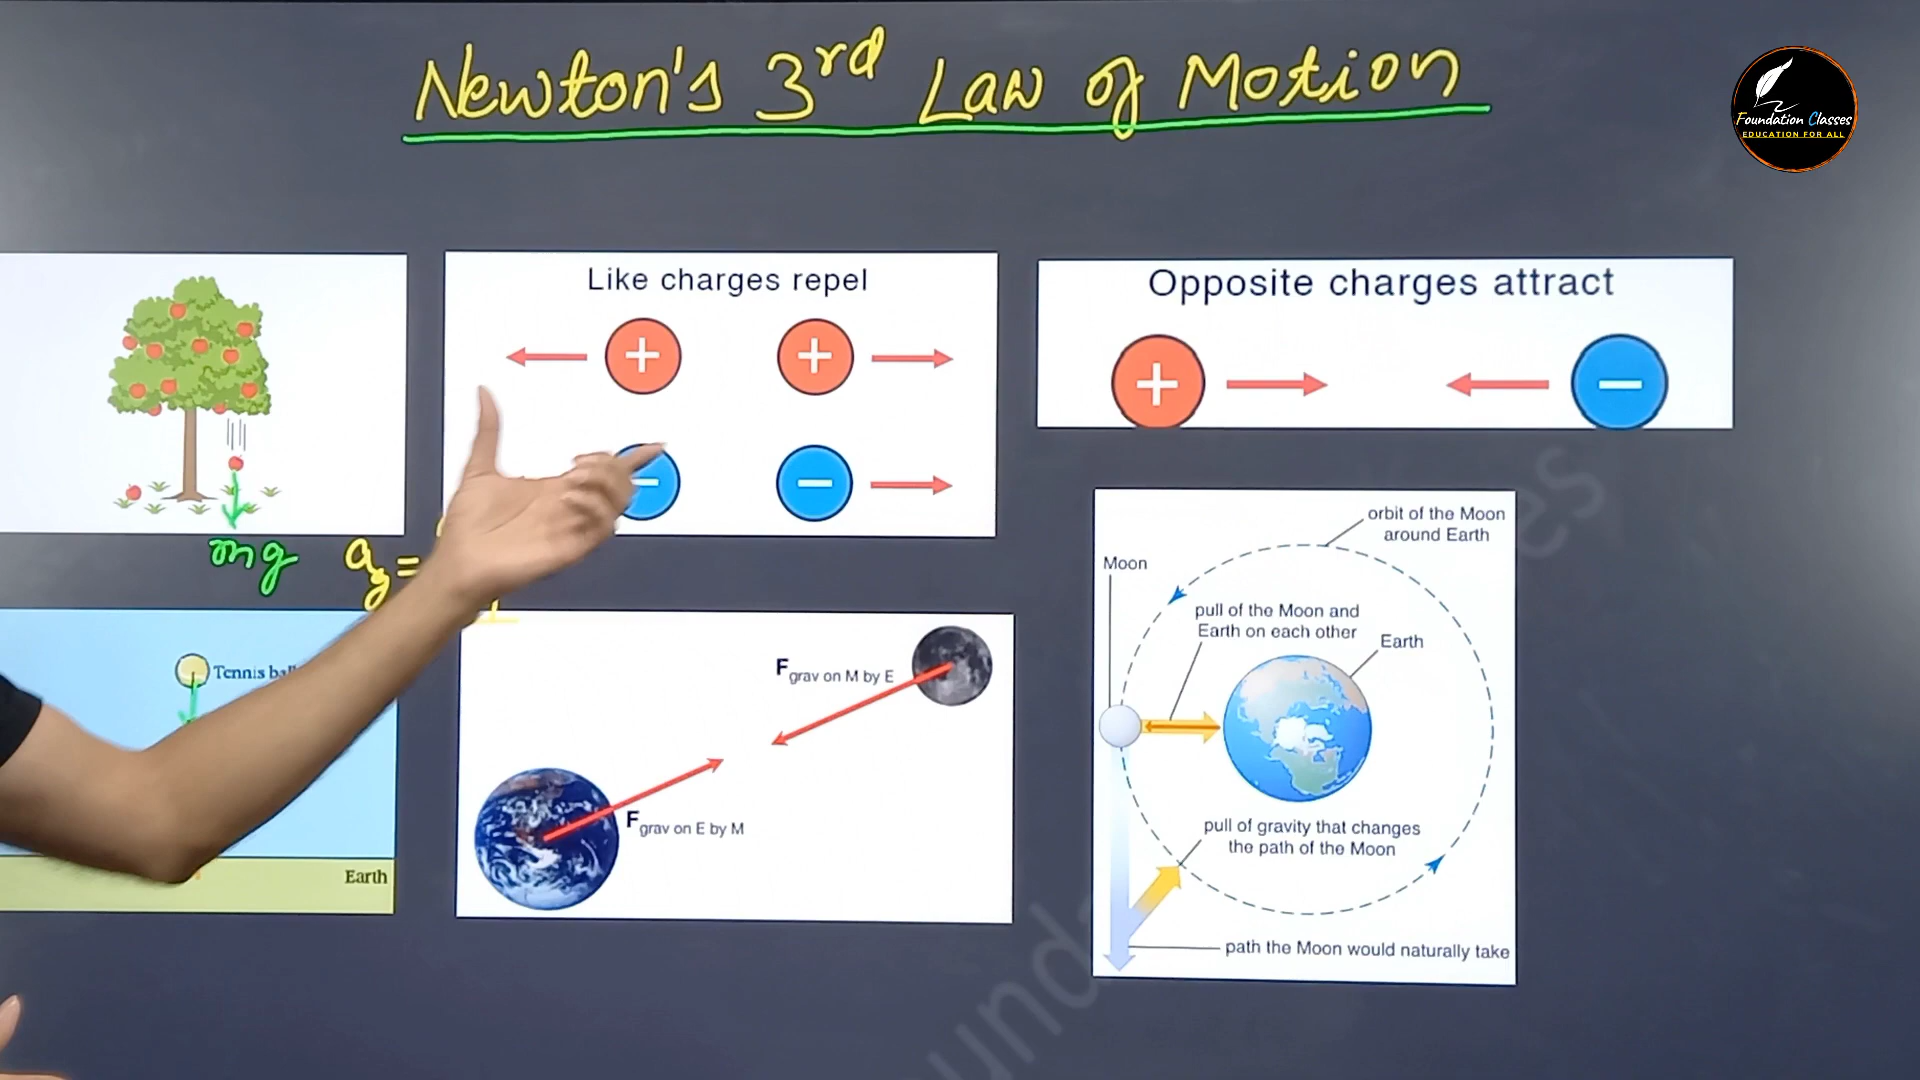 Newton's 3rd Law of Motion
Foundation Classes
EDUCATION FOR ALL
Like charges repel
+ +
− −
Opposite charges attract
+ −
mg
=
Tennis
Earth
F grav on M by E
F grav on E by M
orbit of the Moon
around Earth
Moon
pull of the Moon and
Earth on each other
Earth
pull of gravity that changes
the path of the Moon
path the Moon would naturally take